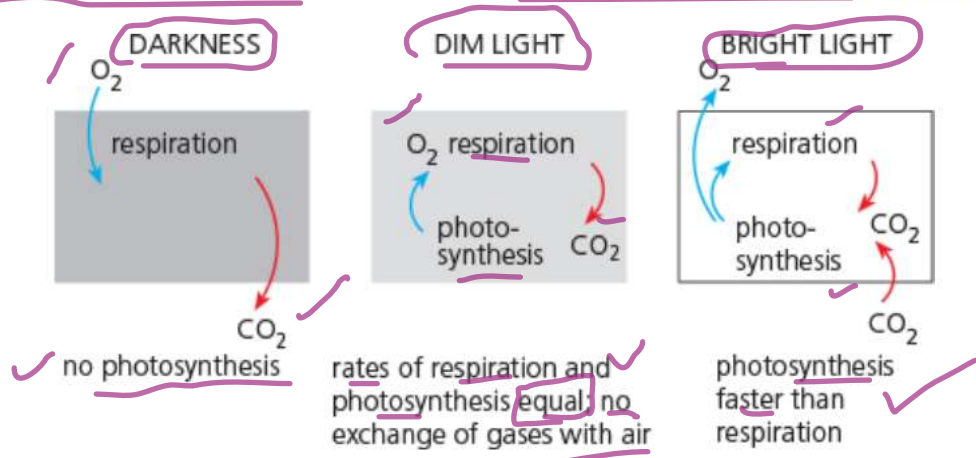 DARKNESS
O₂
respiration
CO₂
no photosynthesis
DIM LIGHT
O₂ respiration
photo-
synthesis
CO₂
rates of respiration and
photosynthesis equal; no
exchange of gases with air
BRIGHT LIGHT
O₂
respiration
photo-
synthesis
CO₂
CO₂
photosynthesis
faster than
respiration